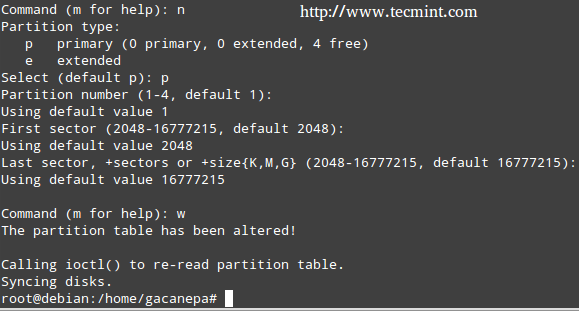 Command (m for help): n
http://www.tecmint.com
Partition type:
   p   primary (0 primary, 0 extended, 4 free)
   e   extended
Select (default p): p
Partition number (1-4, default 1):
Using default value 1
First sector (2048-16777215, default 2048):
Using default value 2048
Last sector, +sectors or +size{K,M,G} (2048-16777215, default 16777215):
Using default value 16777215

Command (m for help): w
The partition table has been altered!

Calling ioctl() to re-read partition table.
Syncing disks.
root@debian:/home/gacanepa#